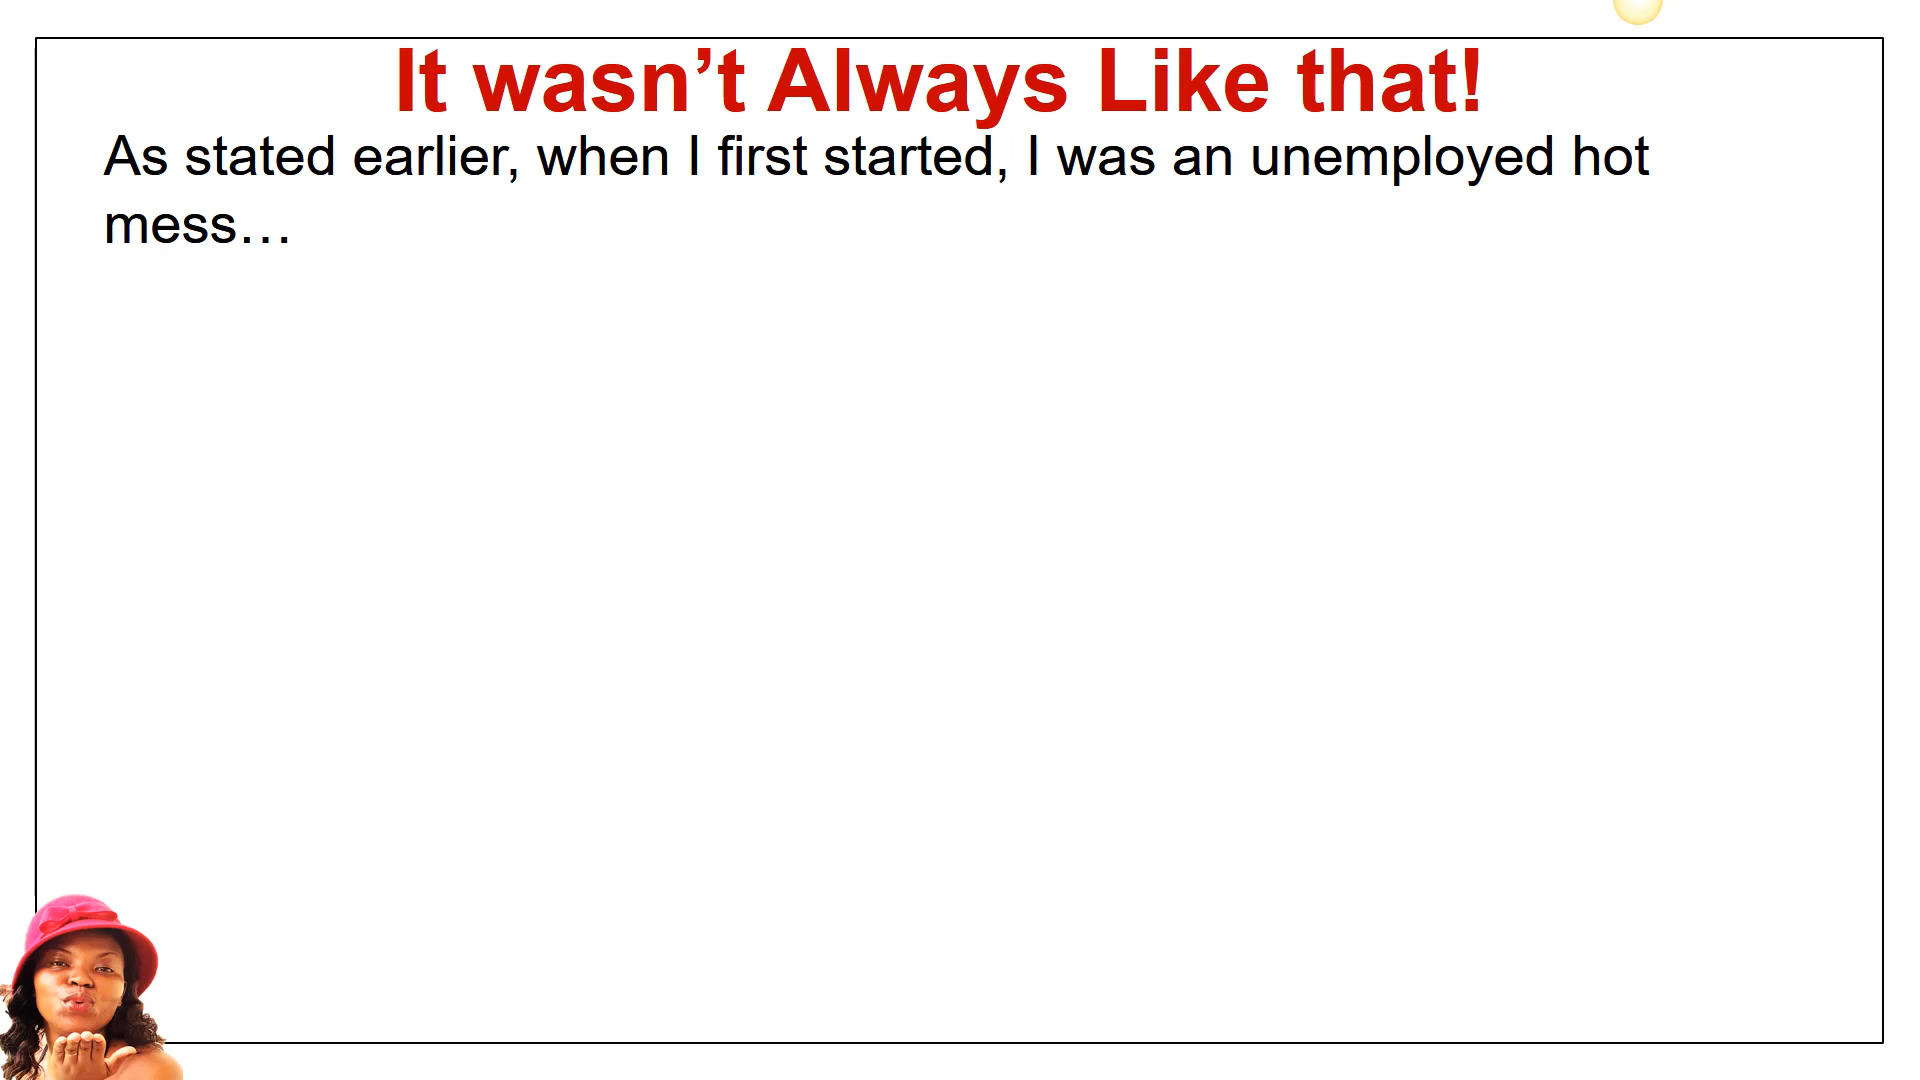 It wasn’t Always Like that!
As stated earlier, when I first started, I was an unemployed hot
mess…